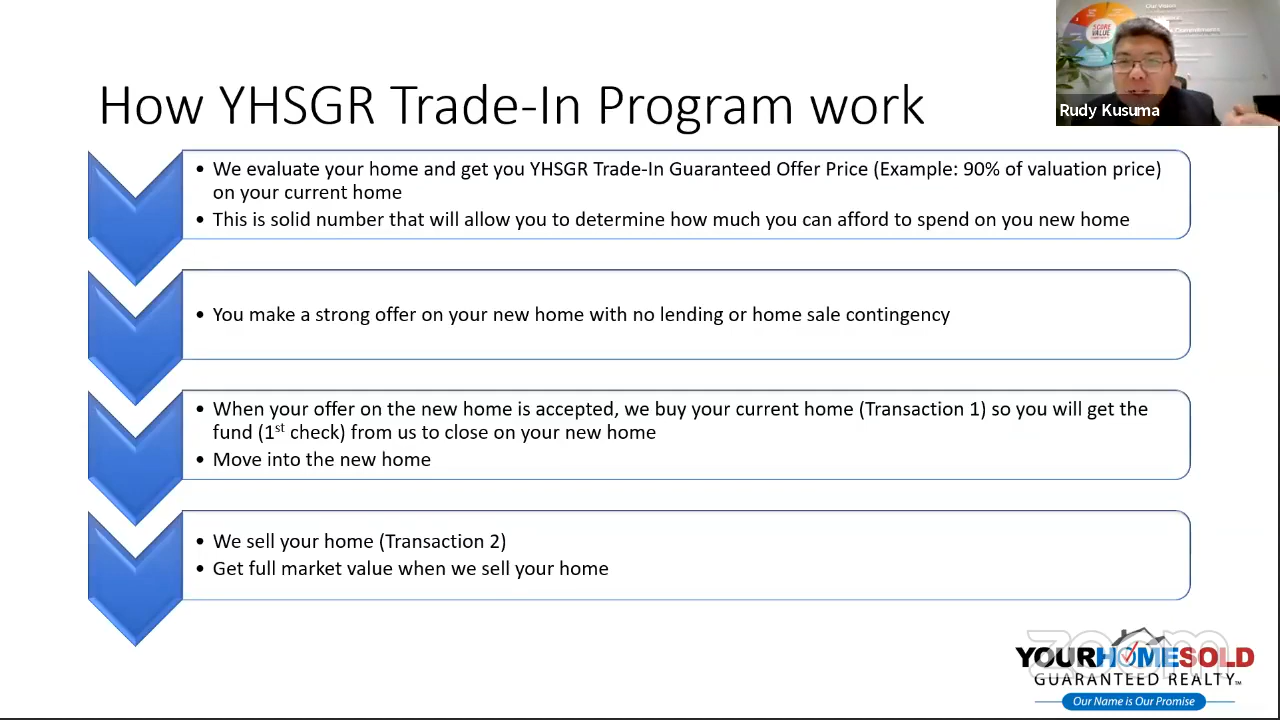 Our Vision
SCORE
VALUE
Rudy Kusuma
How YHSGR Trade-In Program work
• We evaluate your home and get you YHSGR Trade-In Guaranteed Offer Price (Example: 90% of valuation price)
on your current home
• This is solid number that will allow you to determine how much you can afford to spend on you new home
• You make a strong offer on your new home with no lending or home sale contingency
• When your offer on the new home is accepted, we buy your current home (Transaction 1) so you will get the
fund (1st check) from us to close on your new home
• Move into the new home
• We sell your home (Transaction 2)
• Get full market value when we sell your home
zoom
YOURHOMESOLD
GUARANTEED REALTY™
Our Name is Our Promise